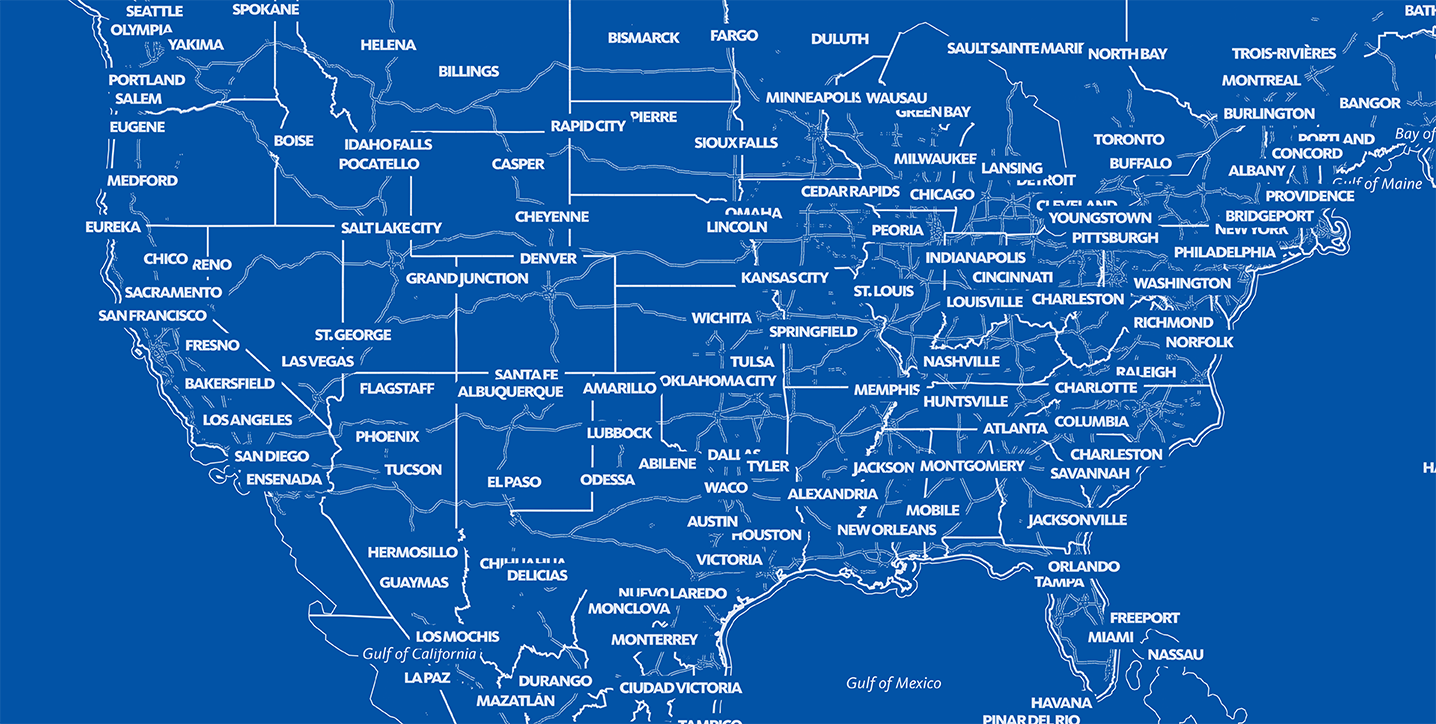 SEATTLE
SPOKANE
OLYMPIA
YAKIMA
HELENA
BISMARCK
FARGO
DULUTH
SAULT SAINTE MARIE
NORTH BAY
TROIS-RIVIÈRES
BATH
PORTLAND
BILLINGS
MONTREAL
SALEM
MINNEAPOLIS
WAUSAU
GREEN BAY
BANGOR
BURLINGTON
EUGENE
BOISE
IDAHO FALLS
RAPID CITY
PIERRE
SIOUX FALLS
TORONTO
PORTLAND
Bay of
POCATELLO
CASPER
MILWAUKEE
LANSING
BUFFALO
CONCORD
ALBANY
MEDFORD
DETROIT
Gulf of Maine
CEDAR RAPIDS
CHICAGO
CLEVELAND
PROVIDENCE
EUREKA
SALT LAKE CITY
CHEYENNE
OMAHA
LINCOLN
PEORIA
YOUNGSTOWN
BRIDGEPORT
NEW YORK
PITTSBURGH
CHICO
RENO
DENVER
INDIANAPOLIS
PHILADELPHIA
GRAND JUNCTION
KANSAS CITY
CINCINNATI
SACRAMENTO
ST. LOUIS
WASHINGTON
LOUISVILLE
CHARLESTON
SAN FRANCISCO
WICHITA
RICHMOND
ST. GEORGE
SPRINGFIELD
FRESNO
NORFOLK
LAS VEGAS
TULSA
NASHVILLE
BAKERSFIELD
SANTA FE
RALEIGH
FLAGSTAFF
ALBUQUERQUE
AMARILLO
OKLAHOMA CITY
MEMPHIS
CHARLOTTE
HUNTSVILLE
LOS ANGELES
PHOENIX
LUBBOCK
ATLANTA
COLUMBIA
SAN DIEGO
DALLAS
CHARLESTON
TUCSON
ABILENE
TYLER
JACKSON
MONTGOMERY
SAVANNAH
ENSENADA
EL PASO
ODESSA
WACO
ALEXANDRIA
MOBILE
AUSTIN
JACKSONVILLE
HOUSTON
NEW ORLEANS
HERMOSILLO
CHIHUAHUA
VICTORIA
ORLANDO
GUAYMAS
DELICIAS
TAMPA
NUEVO LAREDO
MONCLOVA
FREEPORT
LOS MOCHIS
MONTERREY
MIAMI
Gulf of California
NASSAU
LA PAZ
DURANGO
CIUDAD VICTORIA
Gulf of Mexico
MAZATLÁN
HAVANA
PINAR DEL RIO
TAMPICO